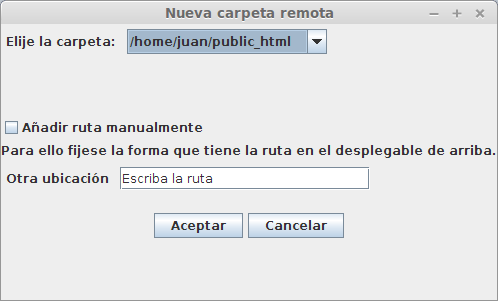 Nueva carpeta remota
Elije la carpeta: /home/juan/public_html
Añadir ruta manualmente
Para ello fijese la forma que tiene la ruta en el desplegable de arriba.
Otra ubicación Escriba la ruta
Aceptar Cancelar